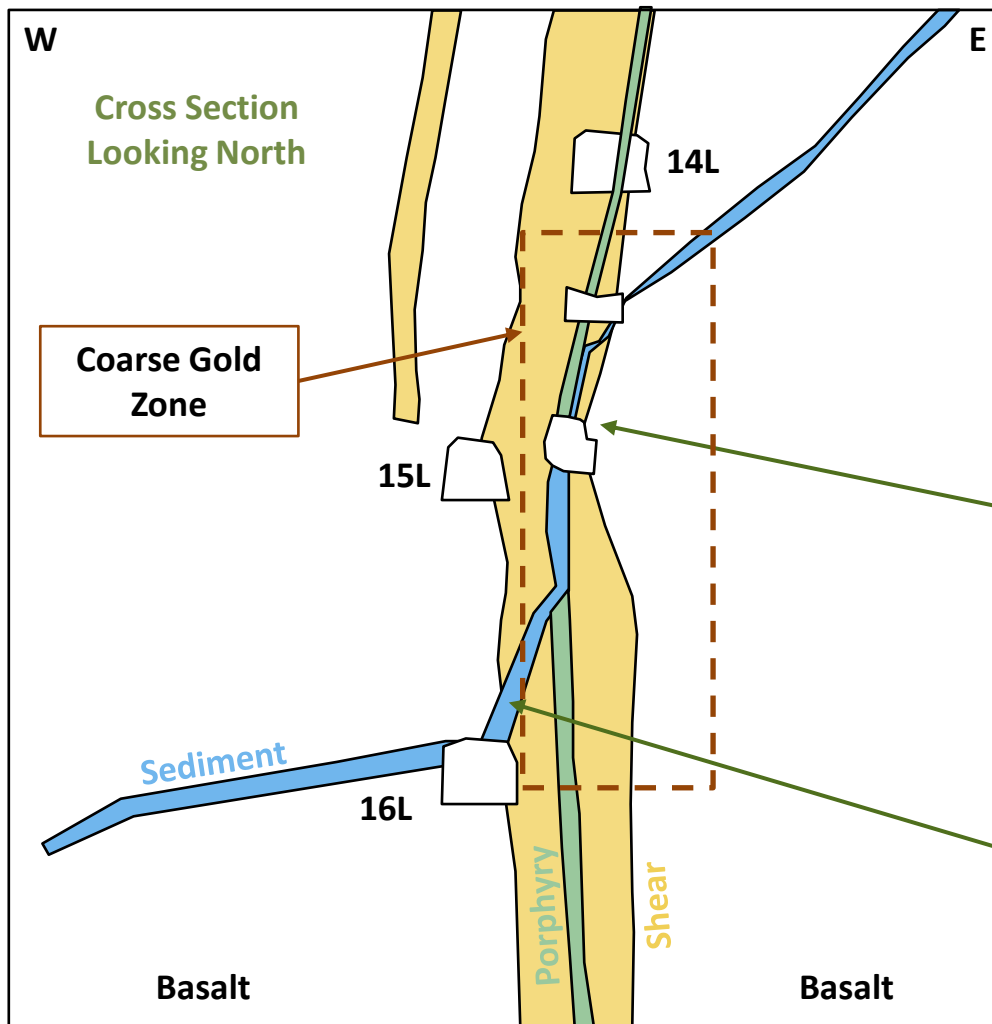 W
E
Cross Section
Looking North
14L
Coarse Gold
Zone
15L
Sediment
16L
Porphyry
Shear
Basalt
Basalt